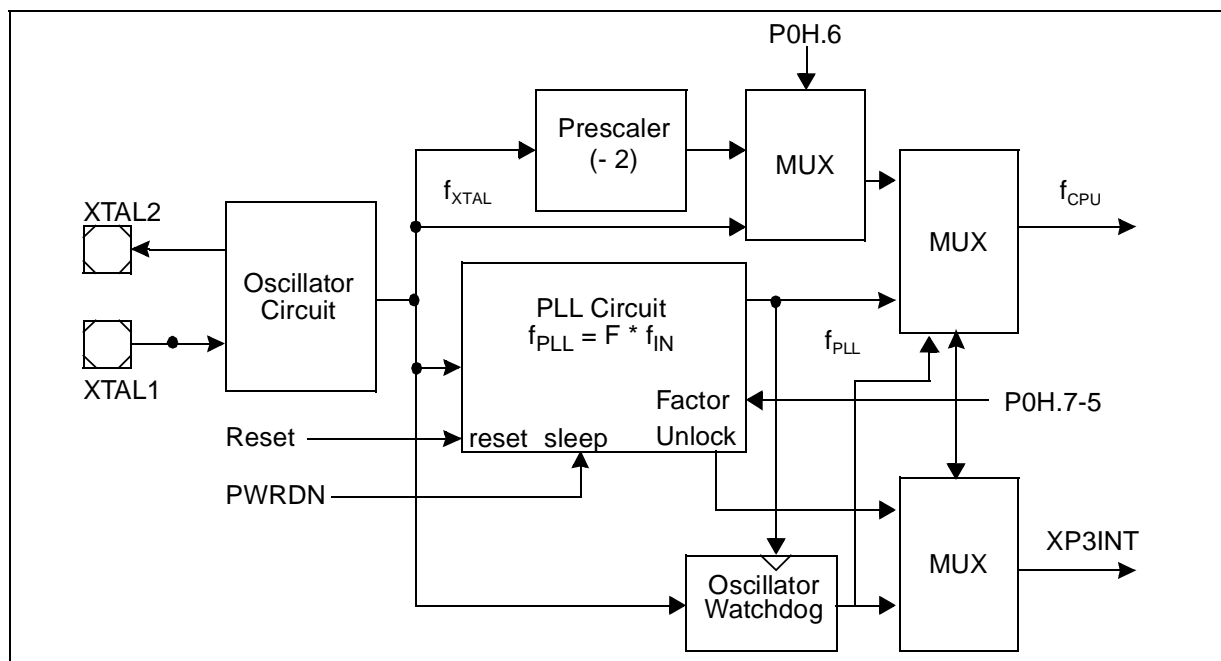 P0H.6
Prescaler
(- 2)
MUX
fXTAL
XTAL2
MUX
fCPU
Oscillator
Circuit
PLL Circuit
fPLL = F * fIN
fPLL
XTAL1
Factor
P0H.7-5
Reset
reset sleep
Unlock
PWRDN
MUX
XP3INT
Oscillator
Watchdog